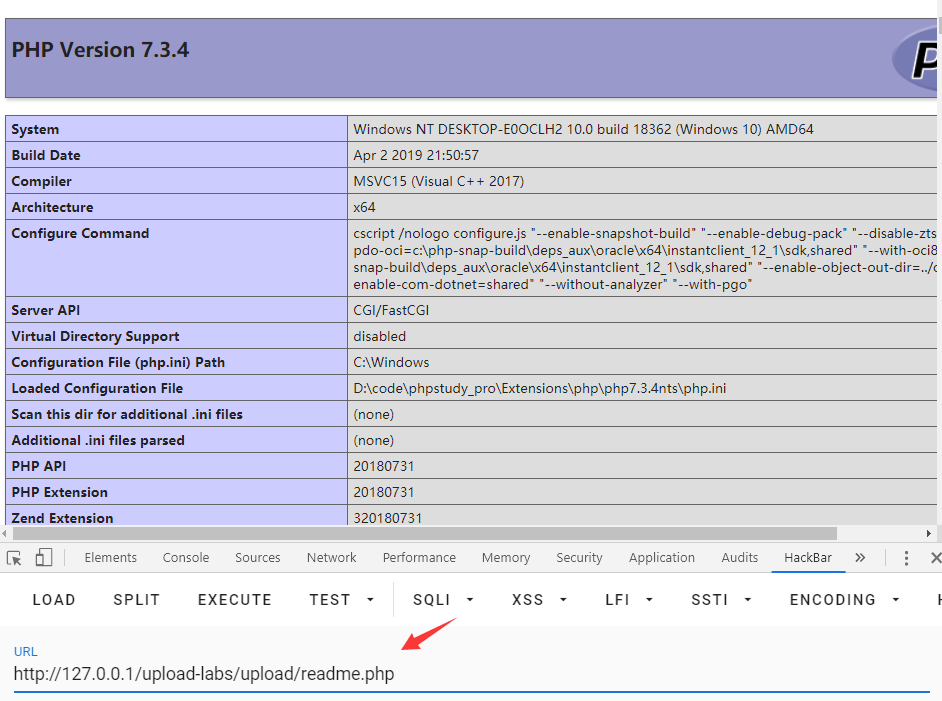 PHP Version 7.3.4
System Windows NT DESKTOP-E0OCLH2 10.0 build 18362 (Windows 10) AMD64
Build Date Apr 2 2019 21:50:57
Compiler MSVC15 (Visual C++ 2017)
Architecture x64
Configure Command cscript /nologo configure.js "--enable-snapshot-build" "--enable-debug-pack" "--disable-zts
pdo-oci=c:\php-snap-build\deps_aux\oracle\x64\instantclient_12_1\sdk,shared" "--with-oci8
snap-build\deps_aux\oracle\x64\instantclient_12_1\sdk,shared" "--enable-object-out-dir=../
enable-com-dotnet=shared" "--without-analyzer" "--with-pgo"
Server API CGI/FastCGI
Virtual Directory Support disabled
Configuration File (php.ini) Path C:\Windows
Loaded Configuration File D:\code\phpstudy_pro\Extensions\php\php7.3.4nts\php.ini
Scan this dir for additional .ini files (none)
Additional .ini files parsed (none)
PHP API 20180731
PHP Extension 20180731
Zend Extension 320180731
Elements Console Sources Network Performance Memory Security Application Audits HackBar
LOAD SPLIT EXECUTE TEST SQLI XSS LFI SSTI ENCODING
URL
http://127.0.0.1/upload-labs/upload/readme.php